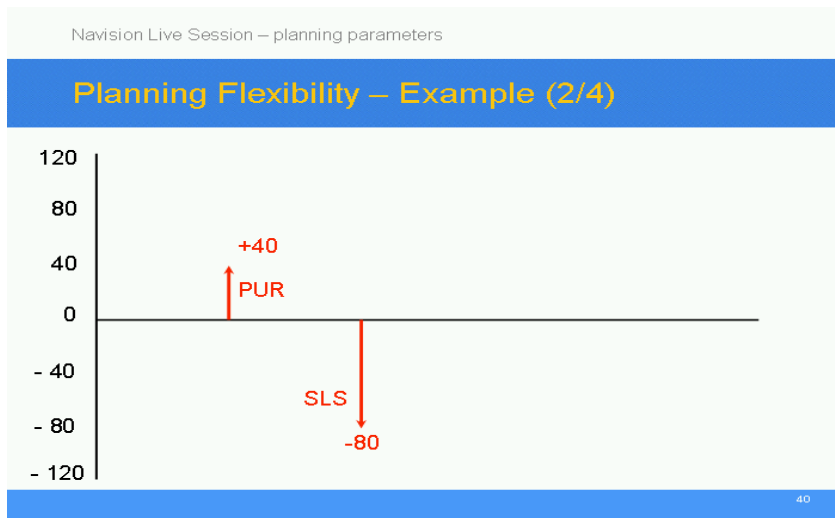 Navision Live Session – planning parameters
Planning Flexibility – Example (2/4)
120
80
+40
40
PUR
0
- 40
SLS
- 80
-80
- 120
40